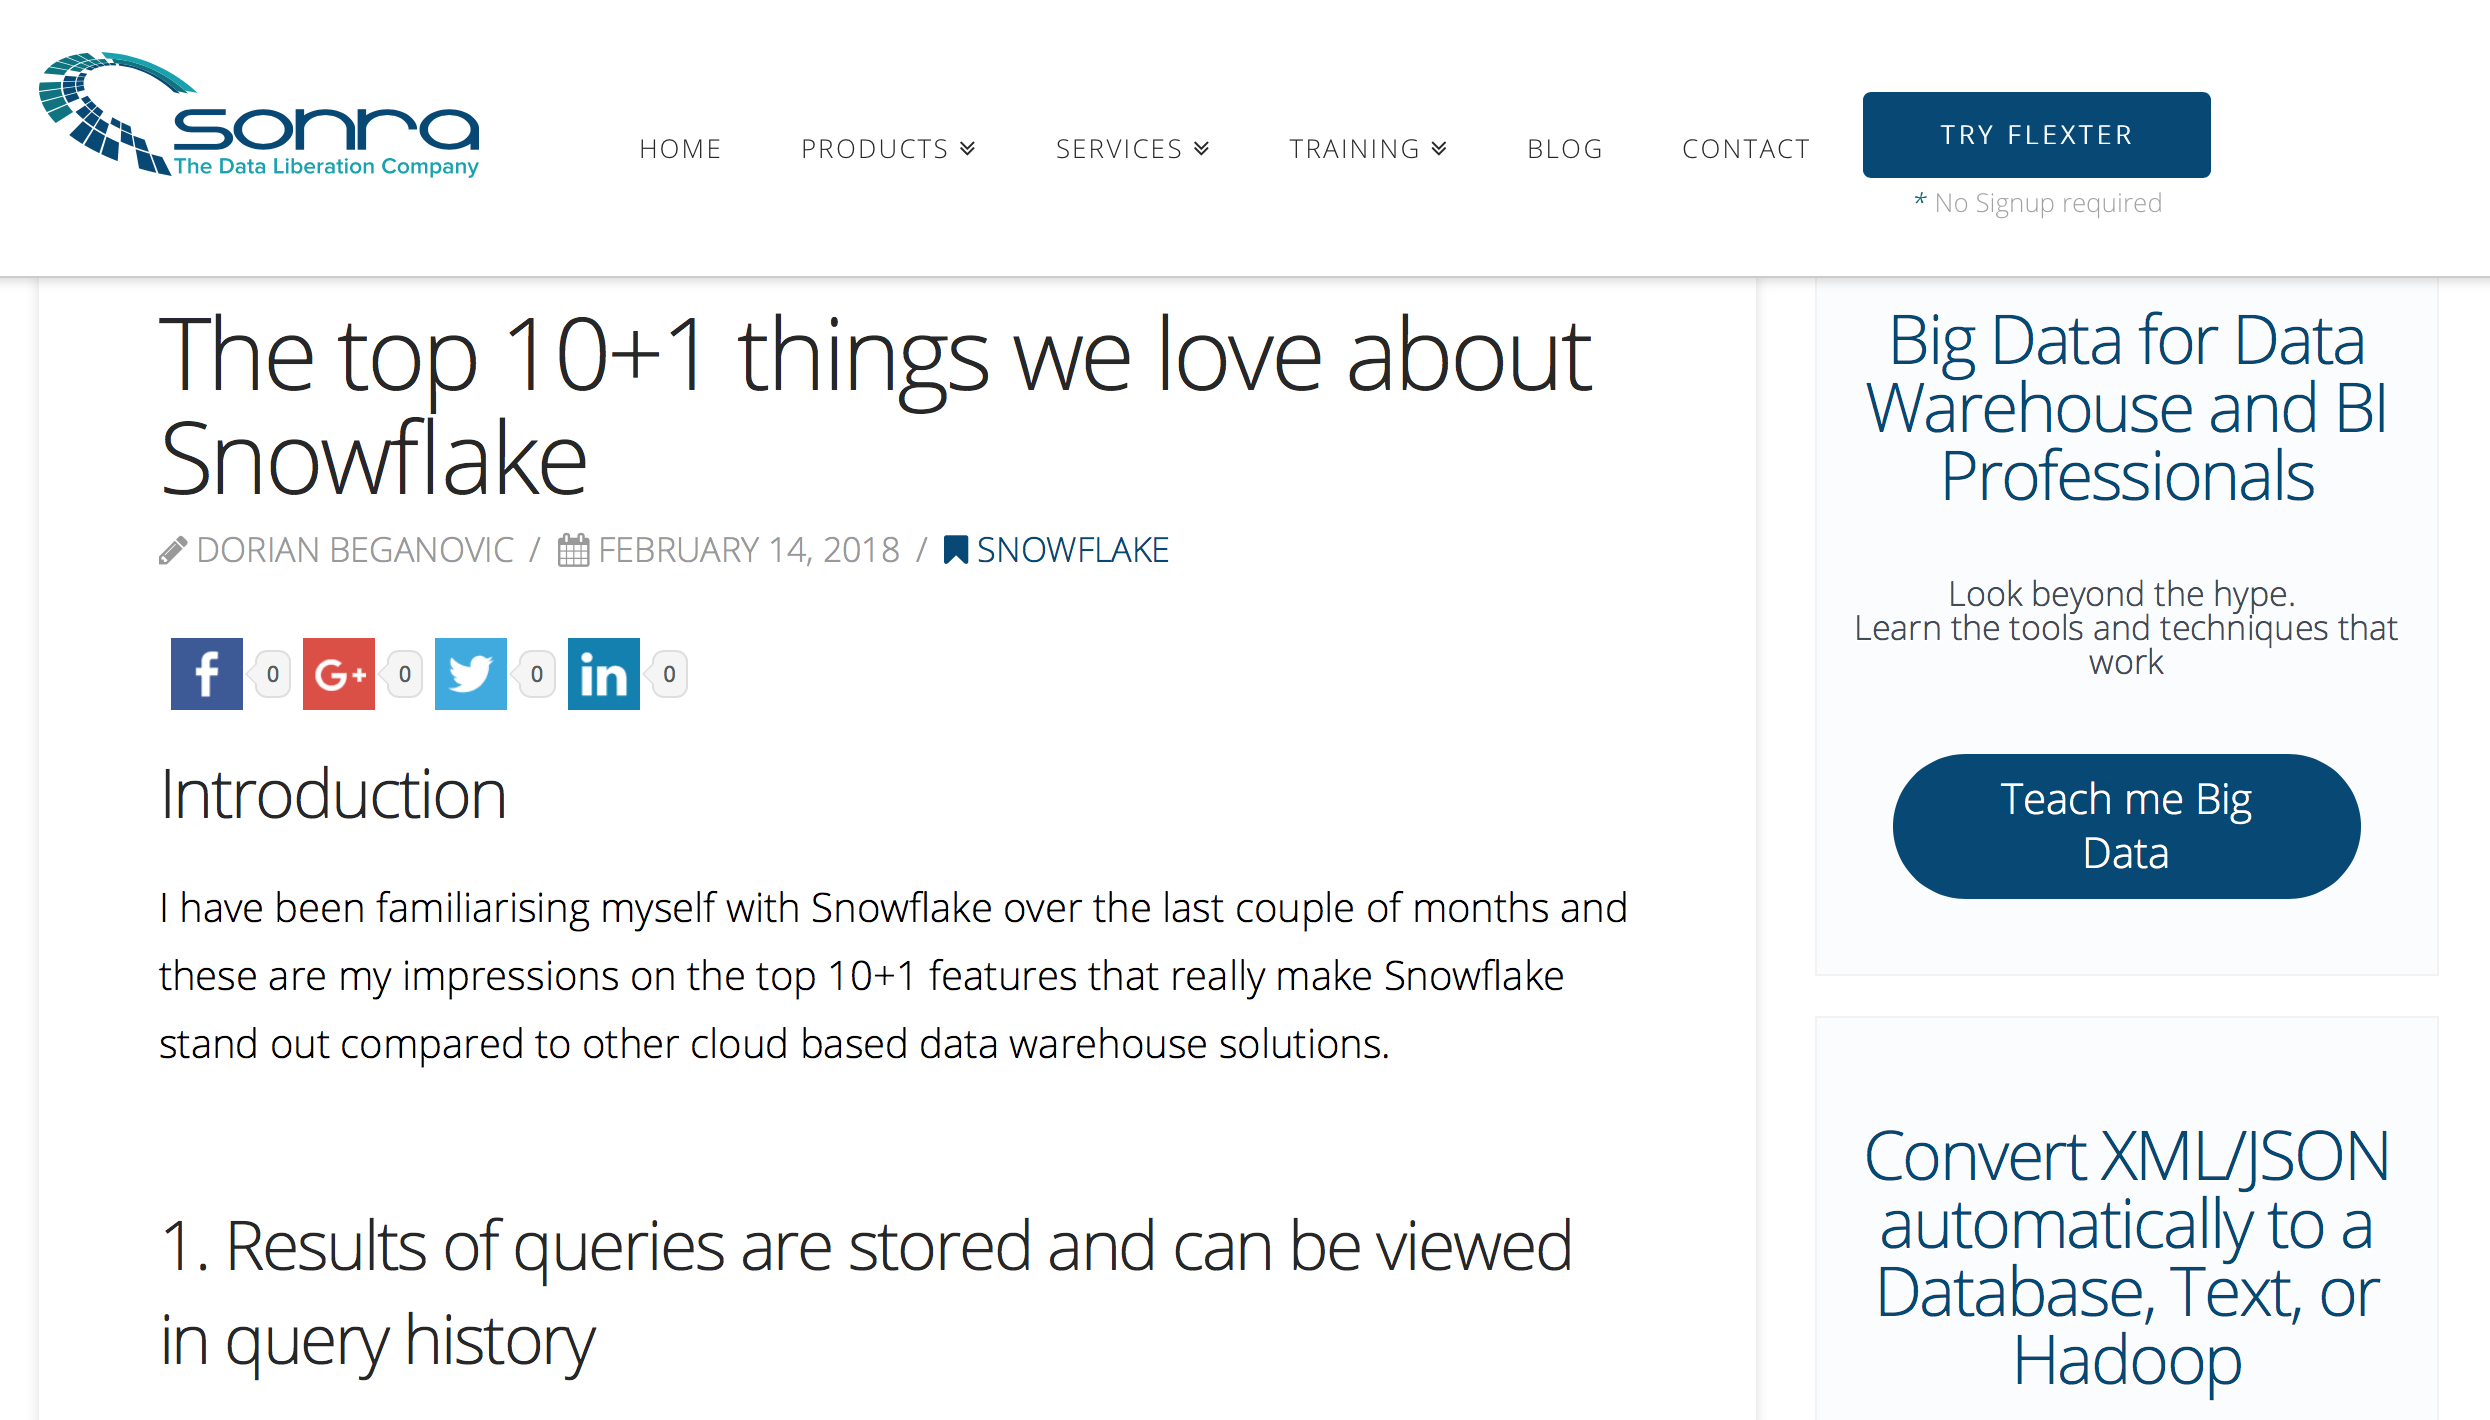 sonra
The Data Liberation Company
HOME PRODUCTS SERVICES TRAINING BLOG CONTACT
TRY FLEXTER
* No Signup required
The top 10+1 things we love about
Snowflake
DORIAN BEGANOVIC / FEBRUARY 14, 2018 / SNOWFLAKE
f 0 G+ 0 0 in 0
Introduction
I have been familiarising myself with Snowflake over the last couple of months and
these are my impressions on the top 10+1 features that really make Snowflake
stand out compared to other cloud based data warehouse solutions.
1. Results of queries are stored and can be viewed
in query history
Big Data for Data
Warehouse and BI
Professionals
Look beyond the hype.
Learn the tools and techniques that
work
Teach me Big
Data
Convert XML/JSON
automatically to a
Database, Text, or
Hadoop